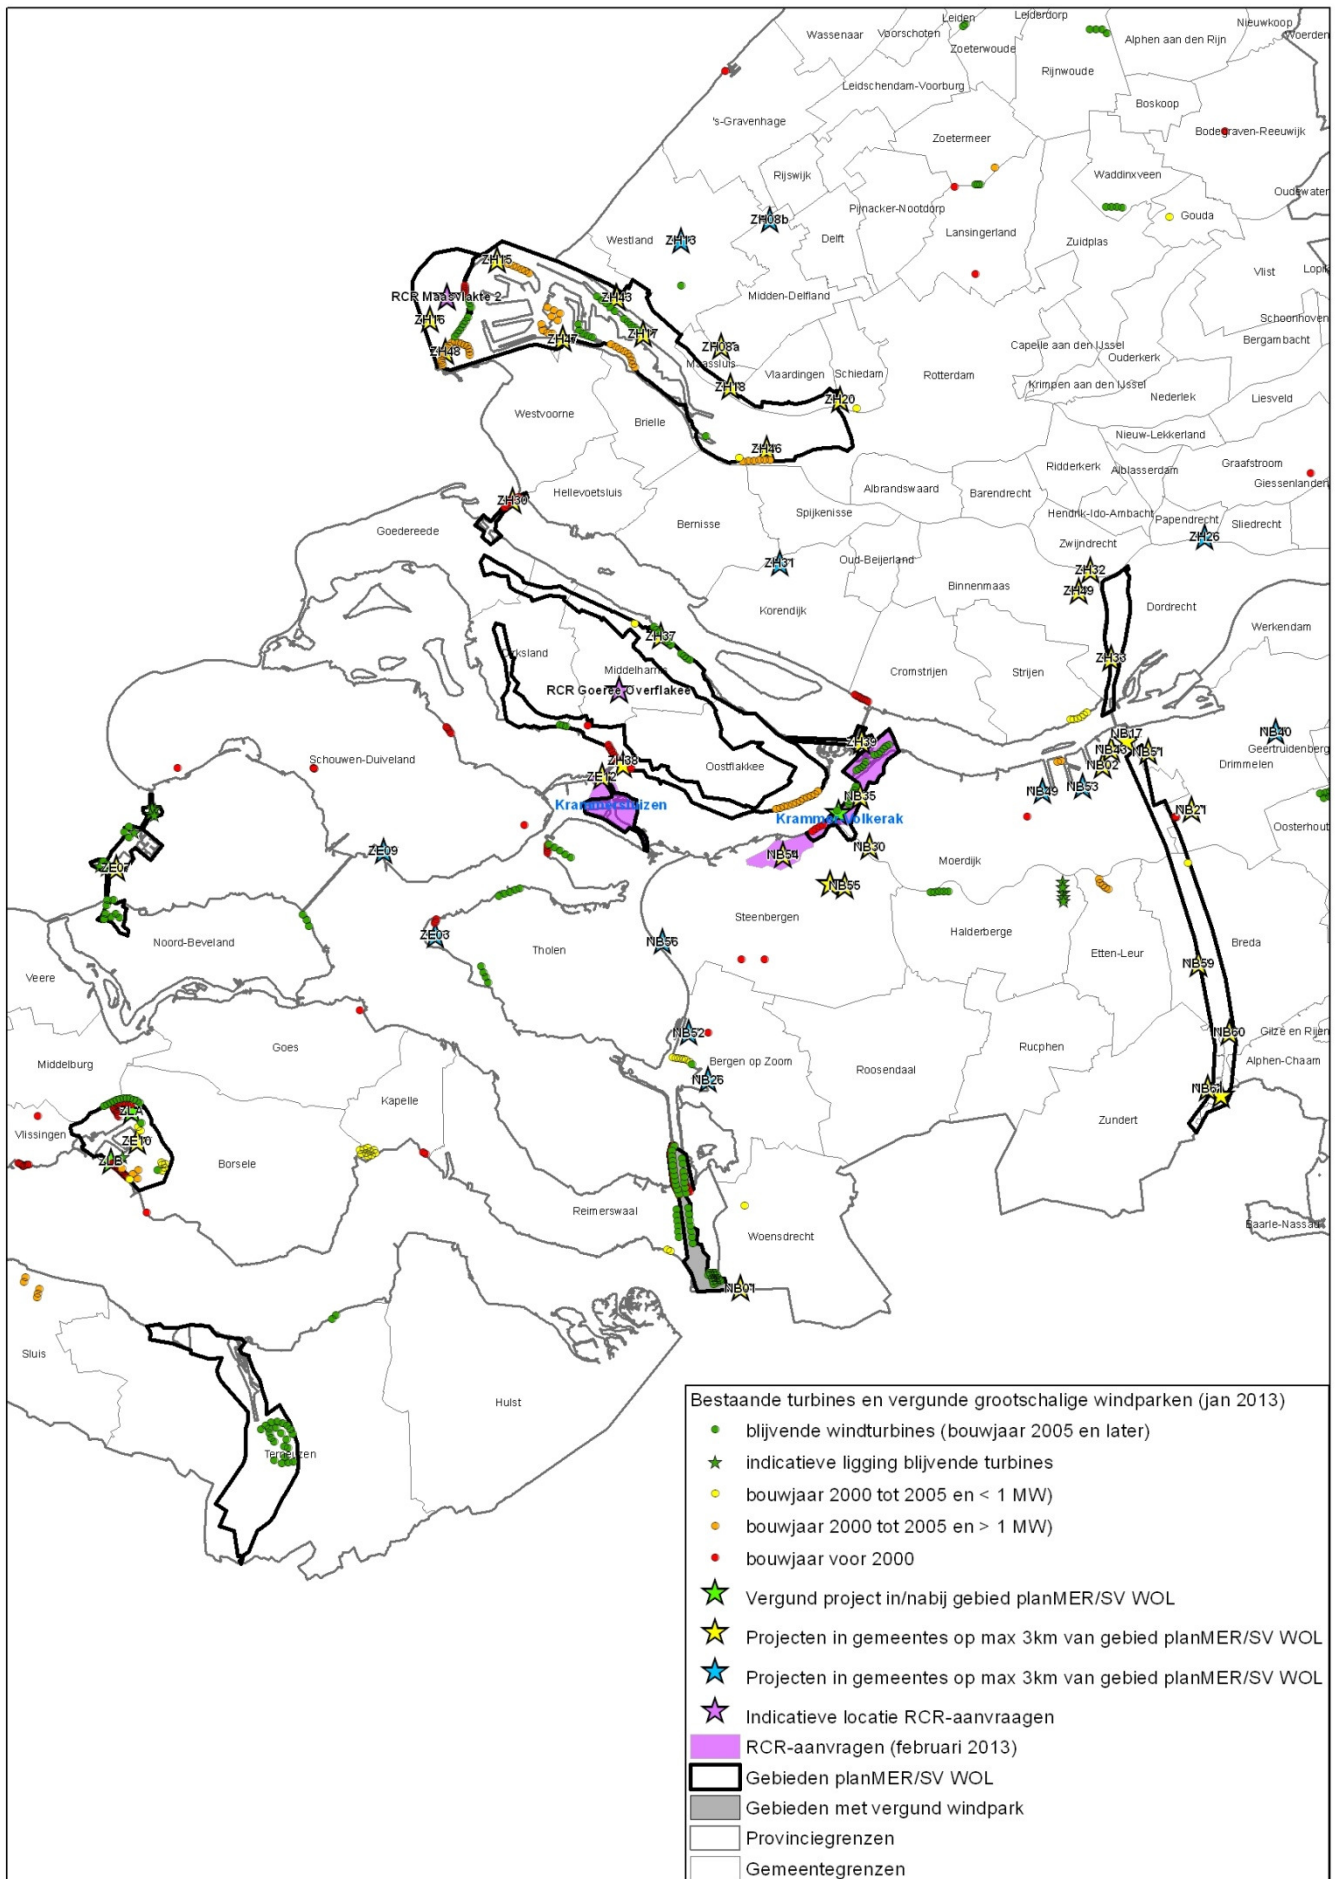 Leiden
Leiderdorp
Nieuwkoop
Wassenaar
Voorschoten
Zoeterwoude
Alphen aan den Rijn
Woerden
Rijnwoude
Leidschendam-Voorburg
Boskoop
's-Gravenhage
Zoetermeer
Bodegraven-Reeuwijk
Rijswijk
Waddinxveen
Oudewater
ZH08b
Pijnacker-Nootdorp
Gouda
Westland
ZH13
Delft
Lansingerland
Zuidplas
ZH15
Vlist
Lopik
RCR Maasvlakte 2
ZH43
Midden-Delfland
ZH16
Schoonhoven
ZH47
ZH17
Bergambacht
ZH48
ZH08a
Capelle aan den IJssel
Maassluis
Ouderkerk
Vlaardingen
Schiedam
Rotterdam
ZH18
Krimpen aan den IJssel
ZH20
Nederlek
Liesveld
Westvoorne
Brielle
Nieuw-Lekkerland
ZH46
Ridderkerk
Alblasserdam
Graafstroom
Giessenlanden
Albrandswaard
Barendrecht
Hellevoetsluis
ZH30
Hendrik-Ido-Ambacht
Spijkenisse
Papendrecht
Sliedrecht
Bernisse
Goedereede
ZH26
Zwijndrecht
Oud-Beijerland
ZH31
ZH32
Binnenmaas
ZH49
Korendijk
Dordrecht
Werkendam
ZH37
Dirksland
Middelharnis
Cromstrijen
Strijen
ZH33
RCR Goeree-Overflakee
NB17
NB40
ZH39
NB43
NB51
Geertruidenberg
Schouwen-Duiveland
ZH38
Oostflakkee
NB02
Drimmelen
ZE12
NB49
NB53
NB35
Krammersluizen
Krammer-Volkerak
NB21
Oosterhout
ZE09
NB54
NB30
Moerdijk
ZE07
NB55
Steenbergen
Halderberge
Etten-Leur
Breda
ZE03
NB56
Noord-Beveland
Tholen
NB59
Veere
NB52
NB60
Gilze en Rijen
Goes
Rucphen
Middelburg
Bergen op Zoom
Alphen-Chaam
Roosendaal
NB26
NB61
Kapelle
ZLA
Zundert
Vlissingen
ZE10
ZLB
Borsele
Reimerswaal
Baarle-Nassau
Woensdrecht
NB01
Sluis
Hulst
Terneuzen
Bestaande turbines en vergunde grootschalige windparken (jan 2013)
blijvende windturbines (bouwjaar 2005 en later)
indicatieve ligging blijvende turbines
bouwjaar 2000 tot 2005 en < 1 MW)
bouwjaar 2000 tot 2005 en > 1 MW)
bouwjaar voor 2000
Vergund project in/nabij gebied planMER/SV WOL
Projecten in gemeentes op max 3km van gebied planMER/SV WOL
Projecten in gemeentes op max 3km van gebied planMER/SV WOL
Indicatieve locatie RCR-aanvraagen
RCR-aanvragen (februari 2013)
Gebieden planMER/SV WOL
Gebieden met vergund windpark
Provinciegrenzen
Gemeentegrenzen